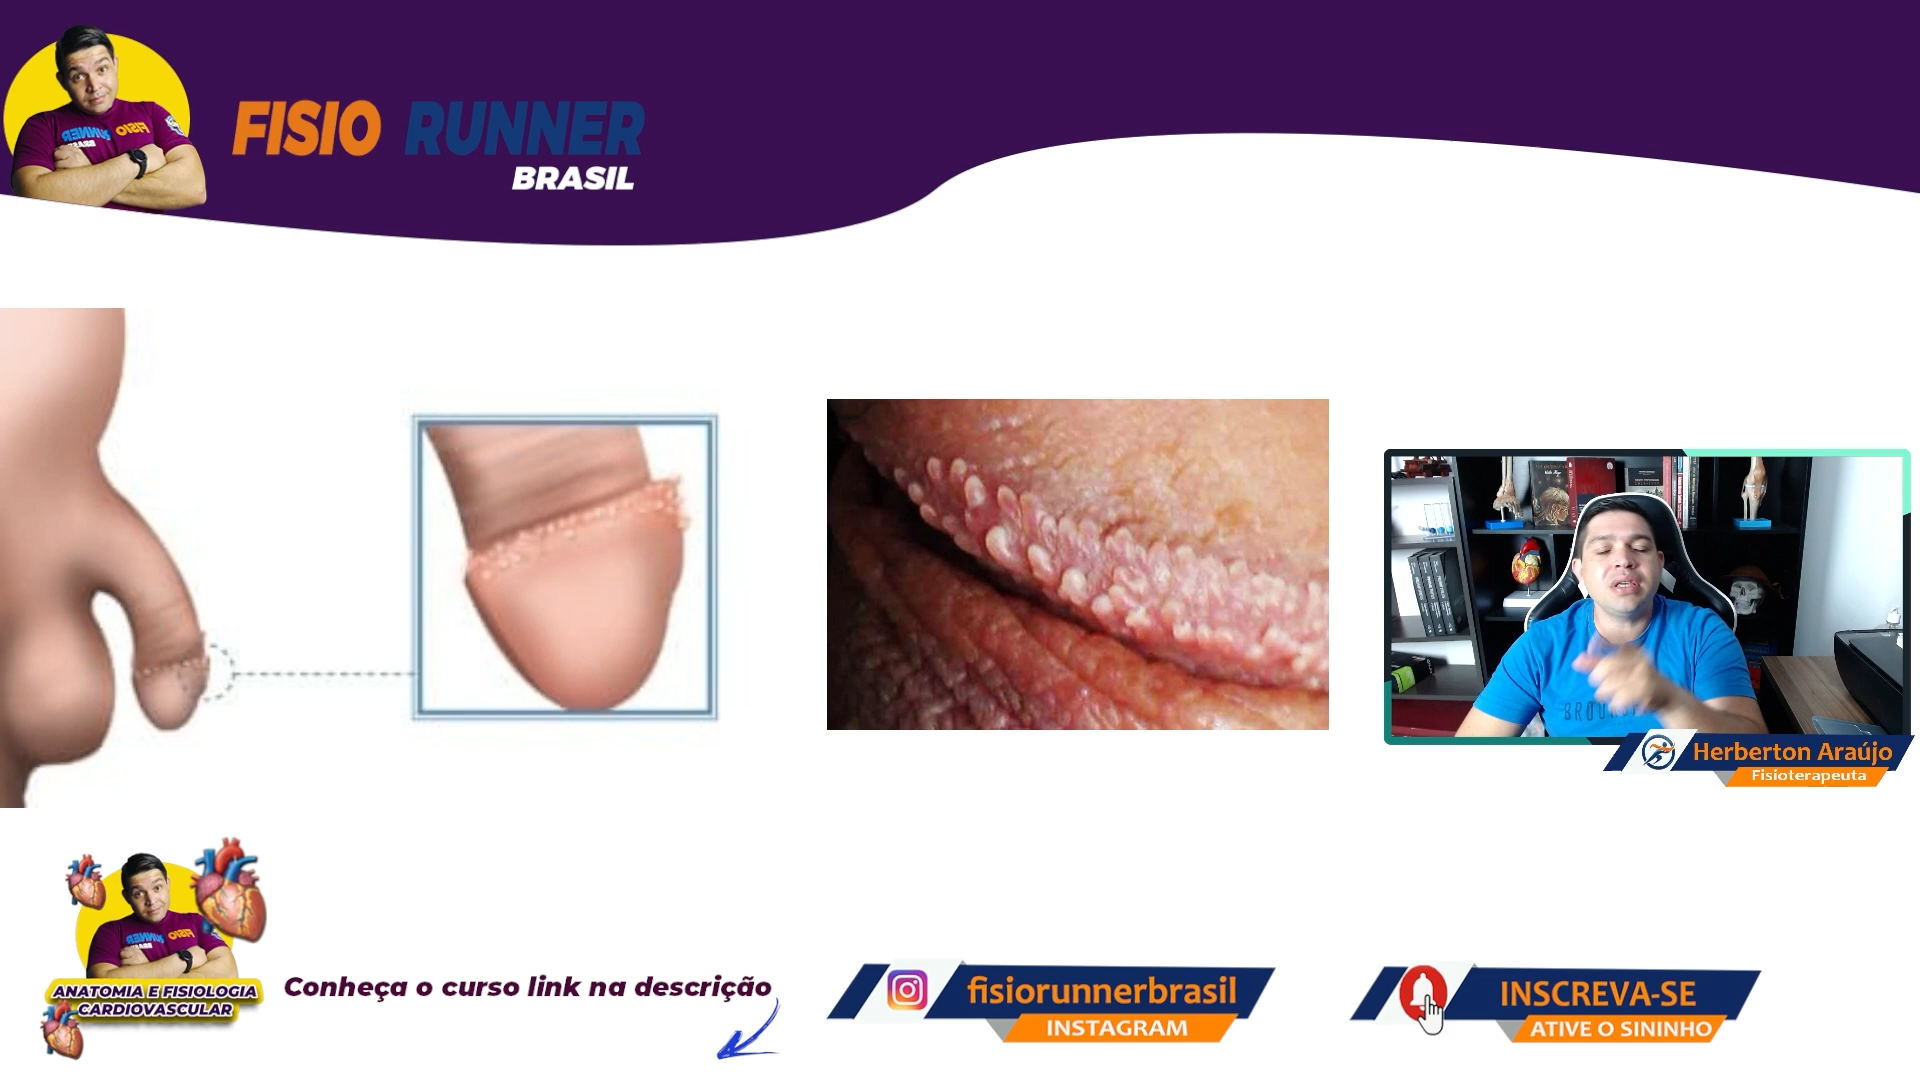 FISIO RUNNER
BRASIL
Herberton Araújo
Fisioterapeuta
ANATOMIA E FISIOLOGIA
CARDIOVASCULAR
Conheça o curso link na descrição
fisiorunnerbrasil
INSTAGRAM
INSCREVA-SE
ATIVE O SININHO